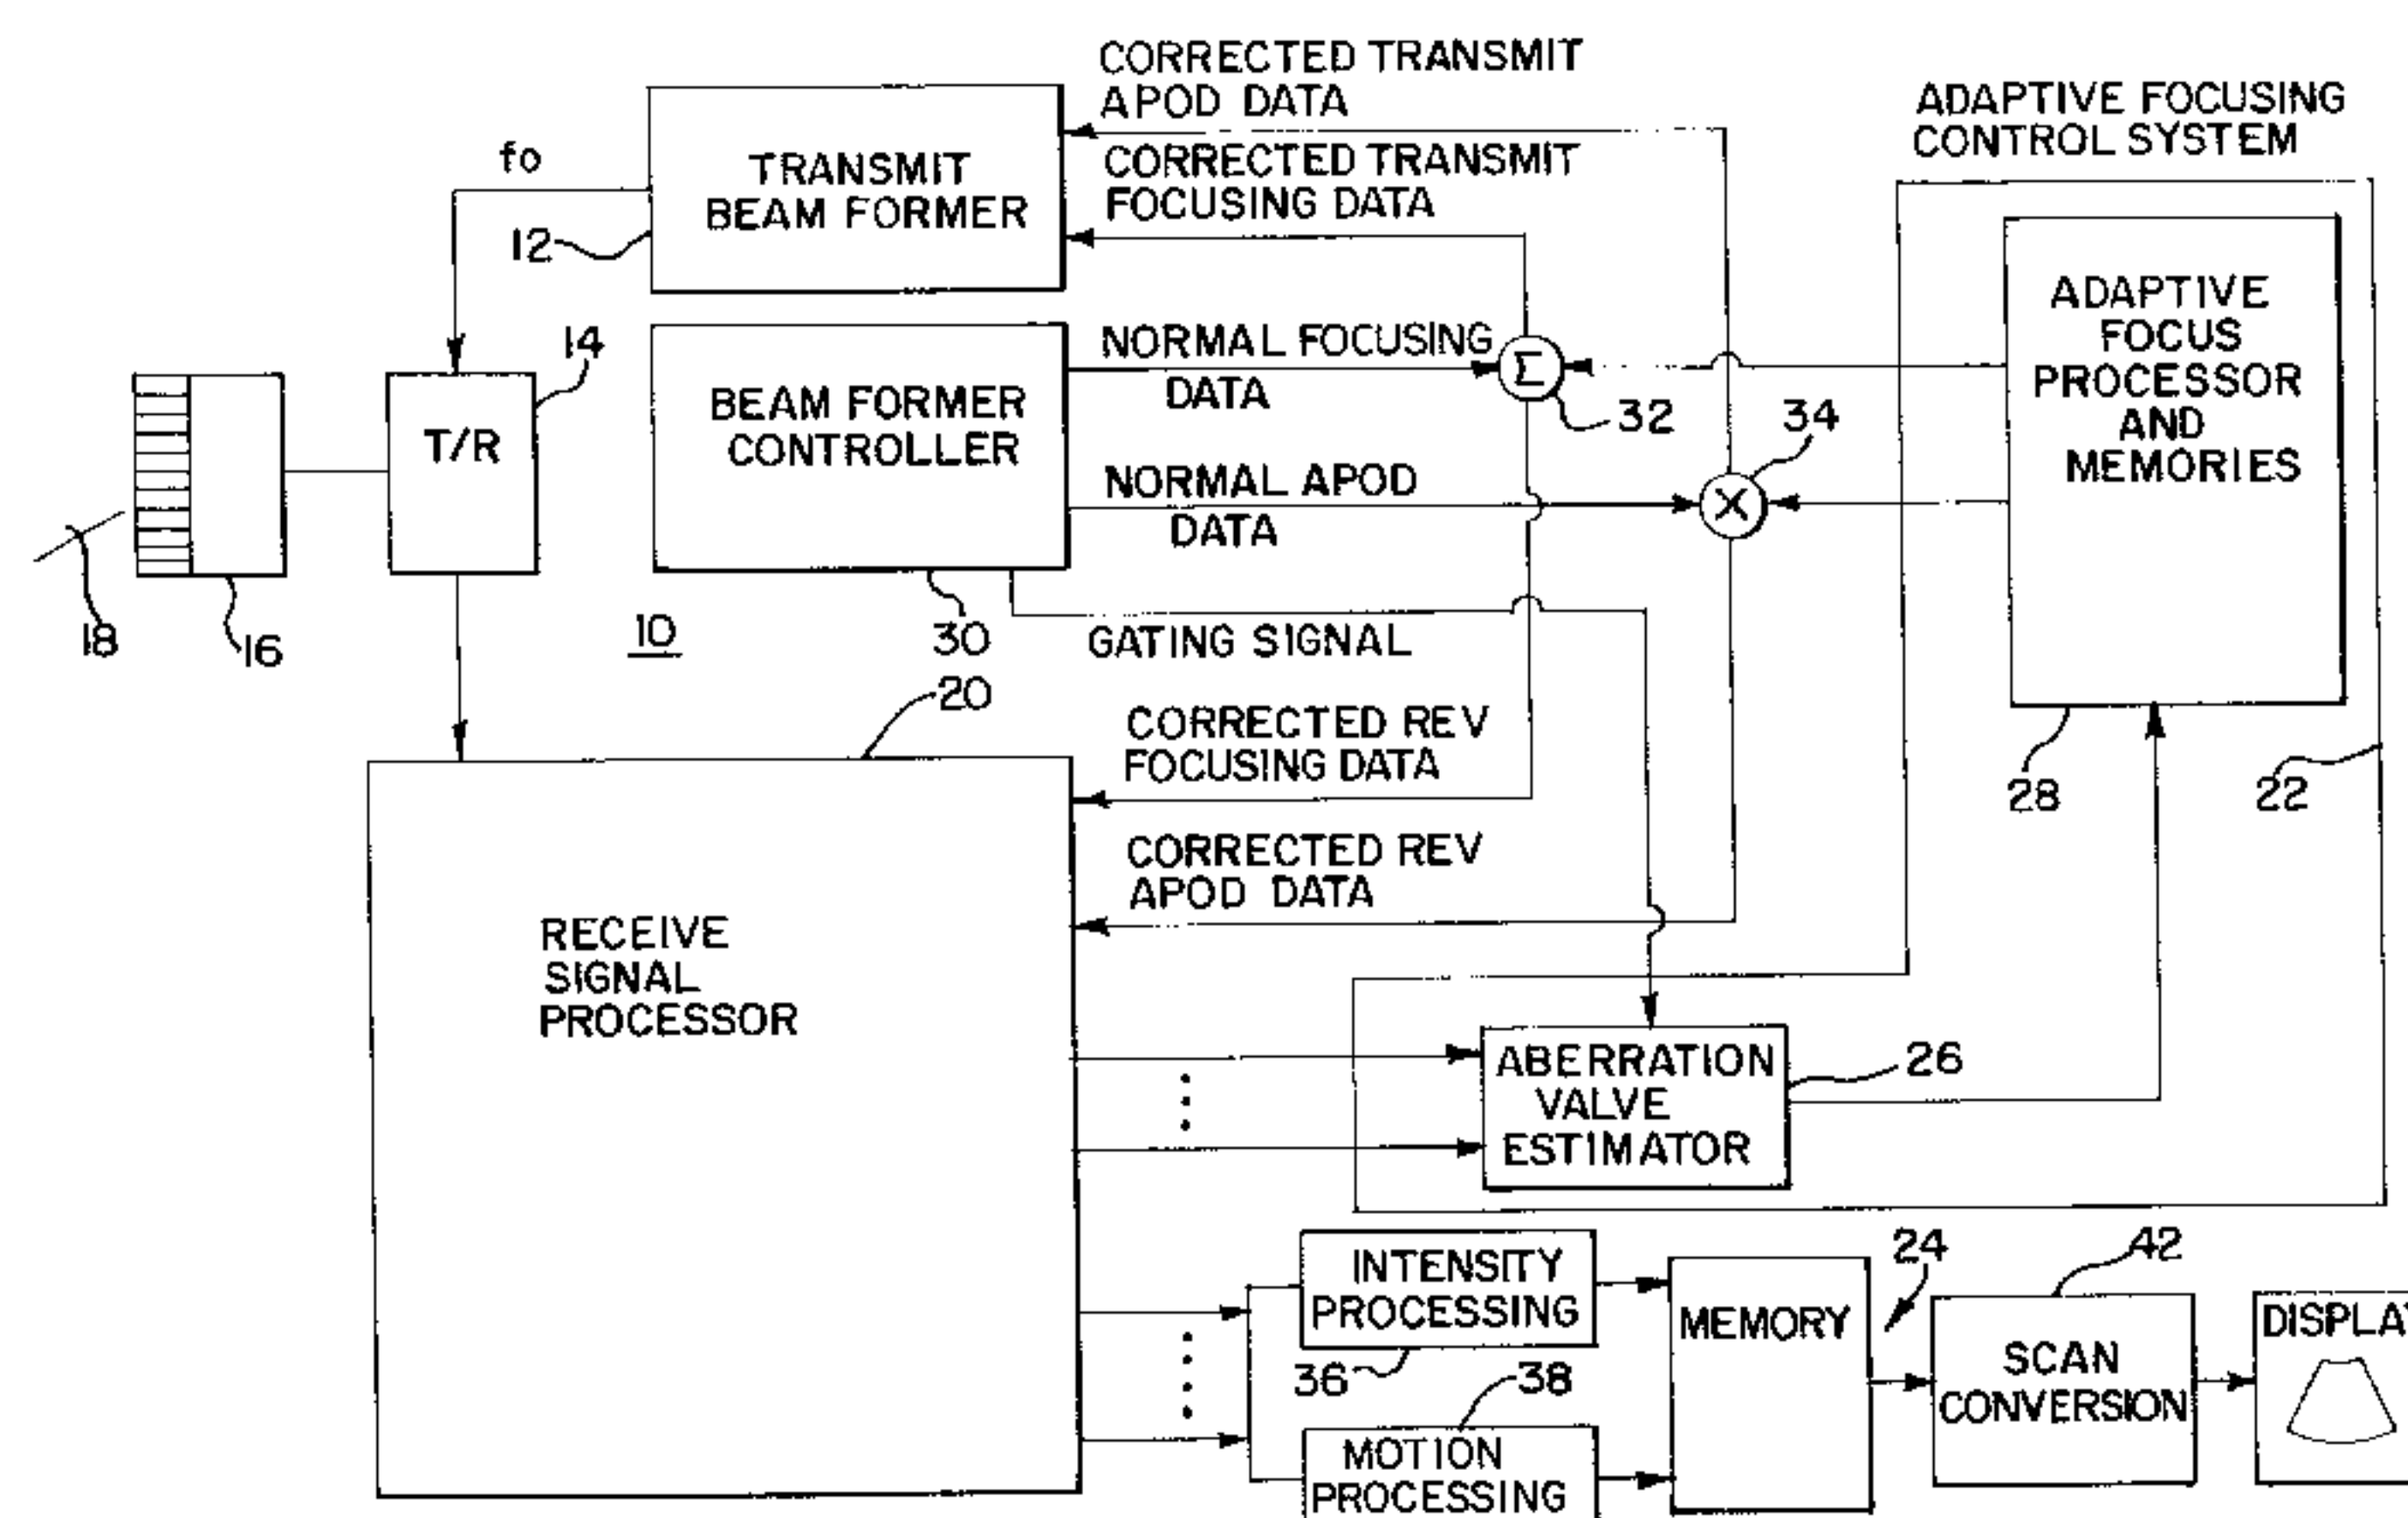 CORRECTED TRANSMIT
APOD DATA
ADAPTIVE FOCUSING
CONTROL SYSTEM
fo
TRANSMIT
BEAM FORMER
CORRECTED TRANSMIT
FOCUSING DATA
12
ADAPTIVE
FOCUS
PROCESSOR
AND
MEMORIES
14
NORMAL FOCUSING
DATA
Σ
32
34
T/R
BEAM FORMER
CONTROLLER
NORMAL APOD
DATA
X
18
16
10
30
GATING SIGNAL
20
CORRECTED REV
FOCUSING DATA
28
22
CORRECTED REV
APOD DATA
RECEIVE
SIGNAL
PROCESSOR
ABERRATION
VALVE
ESTIMATOR
26
INTENSITY
PROCESSING
36
38
MOTION
PROCESSING
MEMORY
24
42
SCAN
CONVERSION
DISPLAY